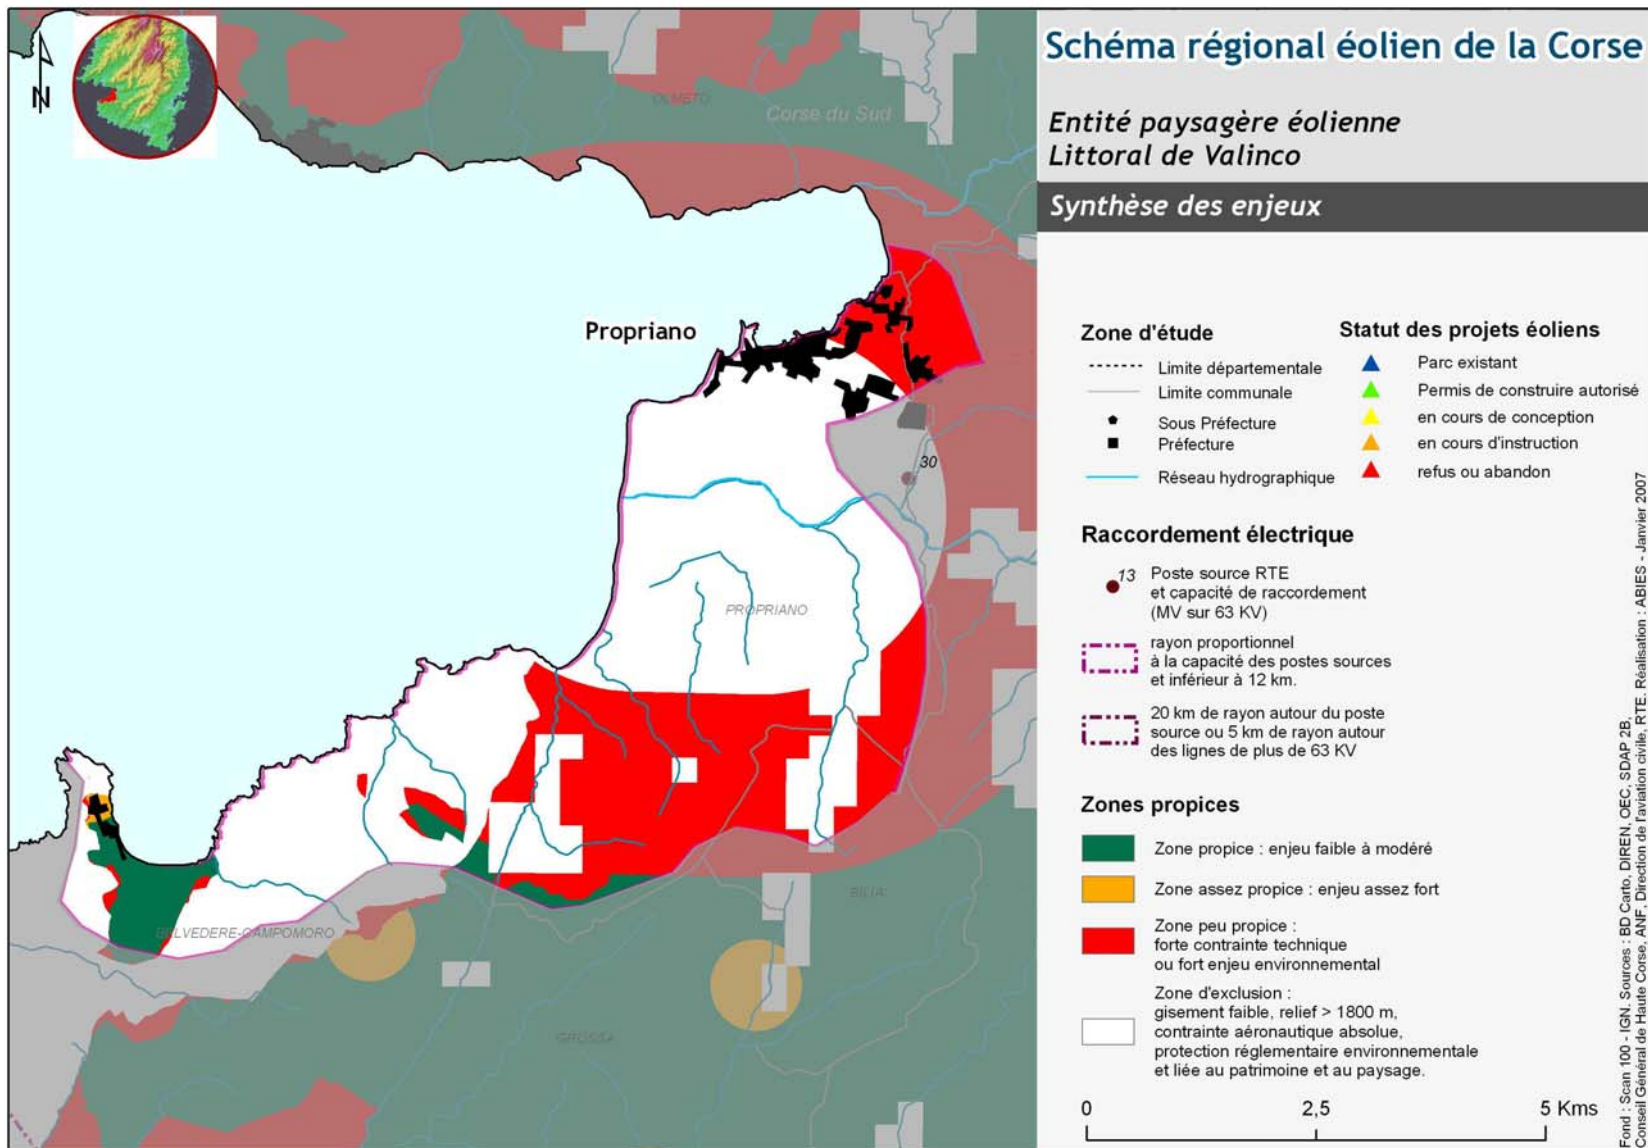 Schéma régional éolien de la Corse
Entité paysagère éolienne
Littoral de Valinco
Synthèse des enjeux
N
OLMETO
Corse du Sud
Propriano
30
PROPRIANO
BELVEDERE-CAMPOMORO
BILIA
GROSSA
Zone d'étude
Limite départementale
Limite communale
Sous Préfecture
Préfecture
Réseau hydrographique
Statut des projets éoliens
Parc existant
Permis de construire autorisé
en cours de conception
en cours d'instruction
refus ou abandon
Raccordement électrique
13
Poste source RTE
et capacité de raccordement
(MV sur 63 KV)
rayon proportionnel
à la capacité des postes sources
et inférieur à 12 km.
20 km de rayon autour du poste
source ou 5 km de rayon autour
des lignes de plus de 63 KV
Zones propices
Zone propice : enjeu faible à modéré
Zone assez propice : enjeu assez fort
Zone peu propice :
forte contrainte technique
ou fort enjeu environnemental
Zone d'exclusion :
gisement faible, relief > 1800 m,
contrainte aéronautique absolue,
protection réglementaire environnementale
et liée au patrimoine et au paysage.
0 2,5 5 Kms
Fond : Scan 100 - IGN. Sources : BD Carto, DIREN, OEC, SDAP 2B,
Conseil Général de Haute Corse, ANF, Direction de l'aviation civile, RTE. Réalisation : ABIES - Janvier 2007